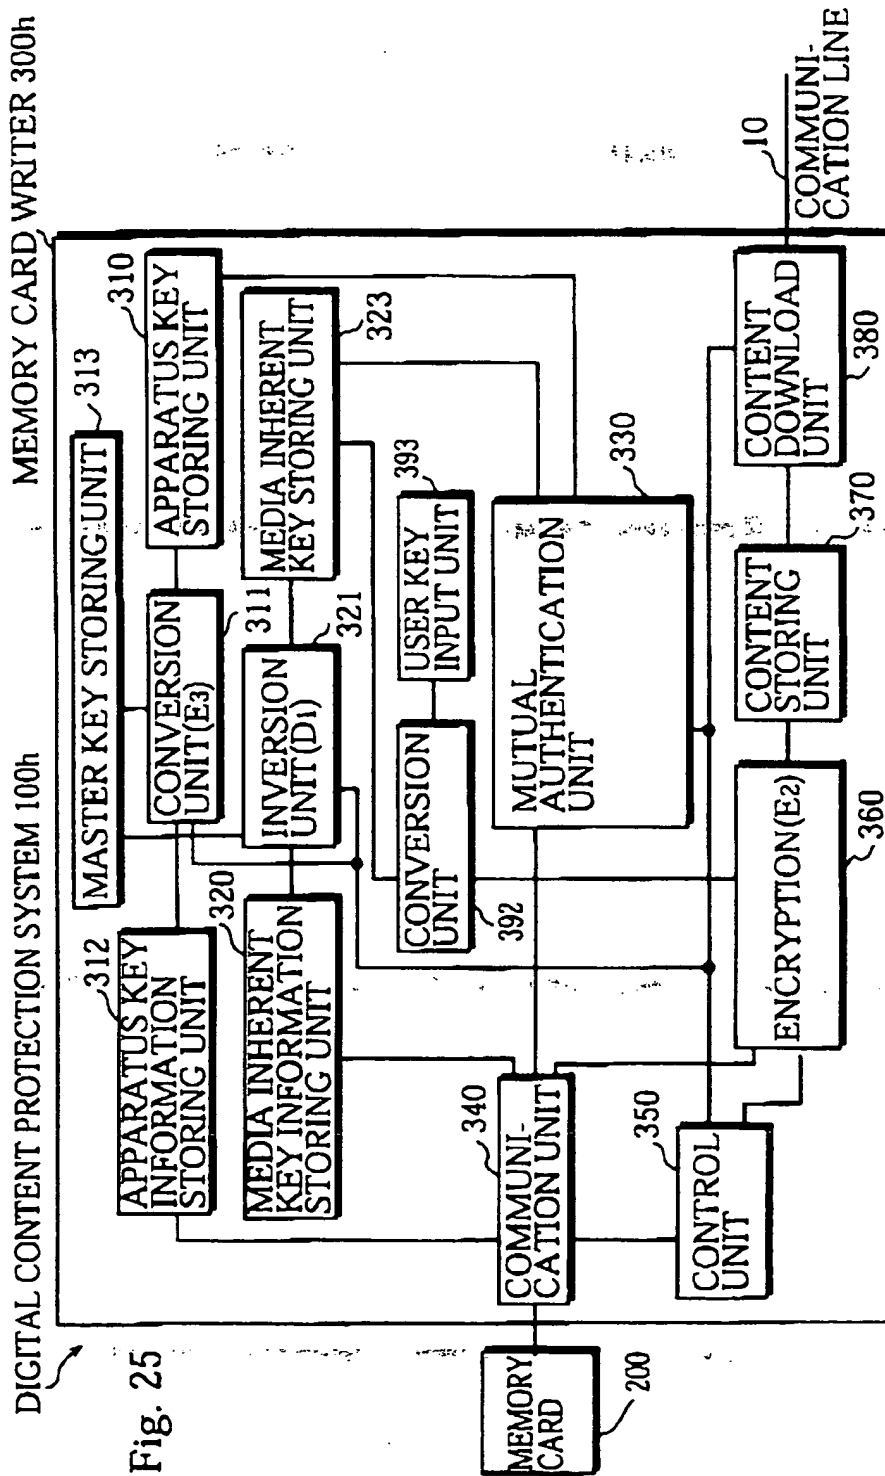 DIGITAL CONTENT PROTECTION SYSTEM 100h
MEMORY CARD WRITER 300h
Fig. 25
MASTER KEY STORING UNIT
313
APPARATUS KEY
INFORMATION
STORING UNIT
312
CONVERSION
UNIT(E3)
311
APPARATUS KEY
STORING UNIT
310
MEDIA INHERENT
KEY INFORMATION
STORING UNIT
320
INVERSION
UNIT(D1)
321
MEDIA INHERENT
KEY STORING UNIT
323
CONVERSION
UNIT
392
USER KEY
INPUT UNIT
393
MEMORY
CARD
200
COMMUNI-
CATION UNIT
340
MUTUAL
AUTHENTICATION
UNIT
330
CONTROL
UNIT
350
ENCRYPTION(E2)
360
CONTENT
STORING
UNIT
370
CONTENT
DOWNLOAD
UNIT
380
10
COMMUNI-
CATION LINE